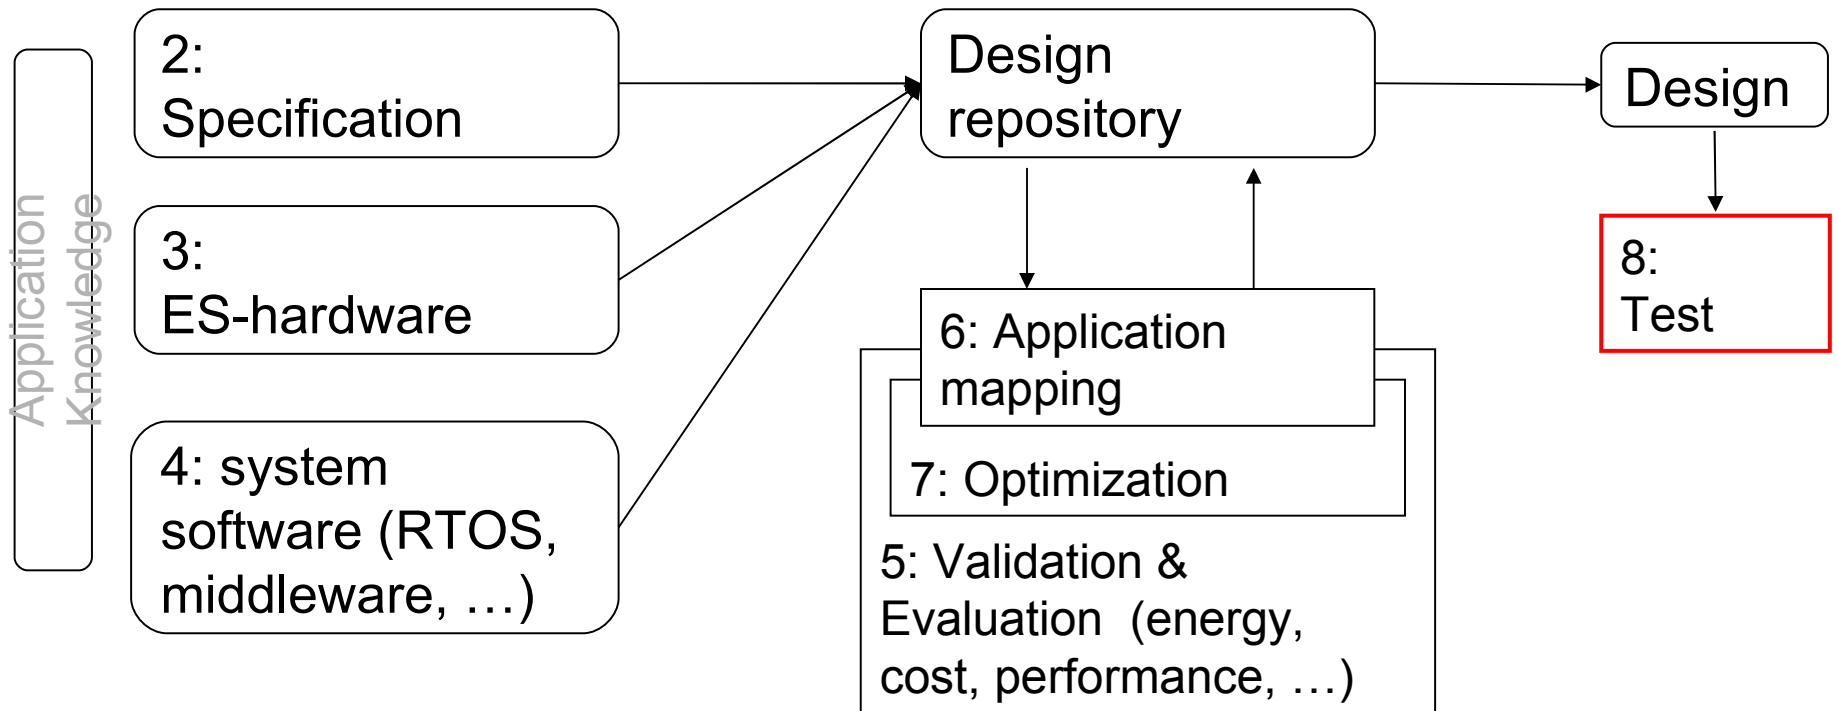 Application
Knowledge
2:
Specification
3:
ES-hardware
4: system
software (RTOS,
middleware, …)
Design
repository
6: Application
mapping
7: Optimization
5: Validation &
Evaluation  (energy,
cost, performance, …)
Design
8:
Test